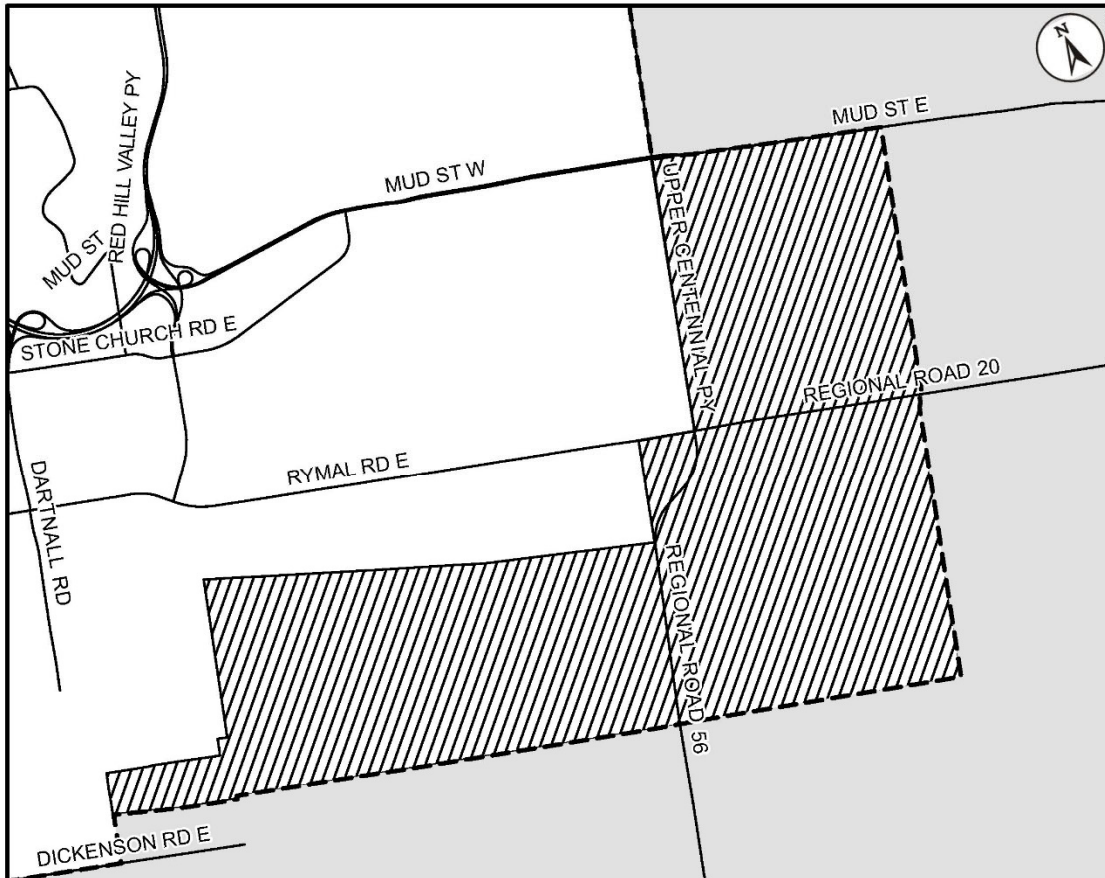 N
MUD ST E
RED HILL VALLEY PY
MUD ST W
UPPER CENTENNIAL PY
MUD ST
STONE CHURCH RD E
REGIONAL ROAD 20
RYMAL RD E
DARTNALL RD
REGIONAL ROAD 56
DICKENSON RD E